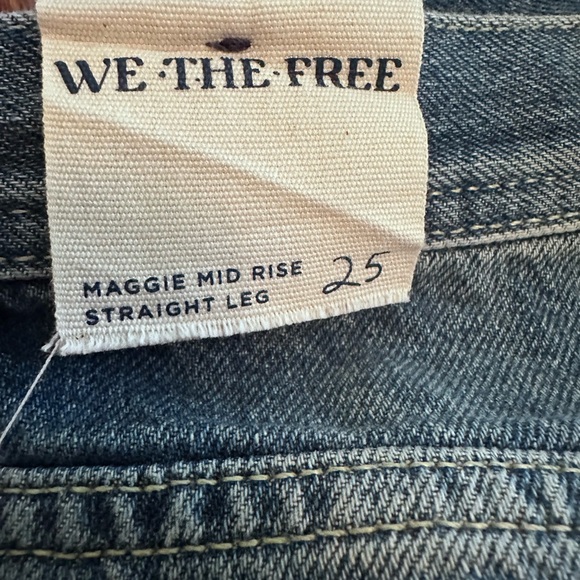 WE·THE·FREE
MAGGIE MID RISE 25
STRAIGHT LEG